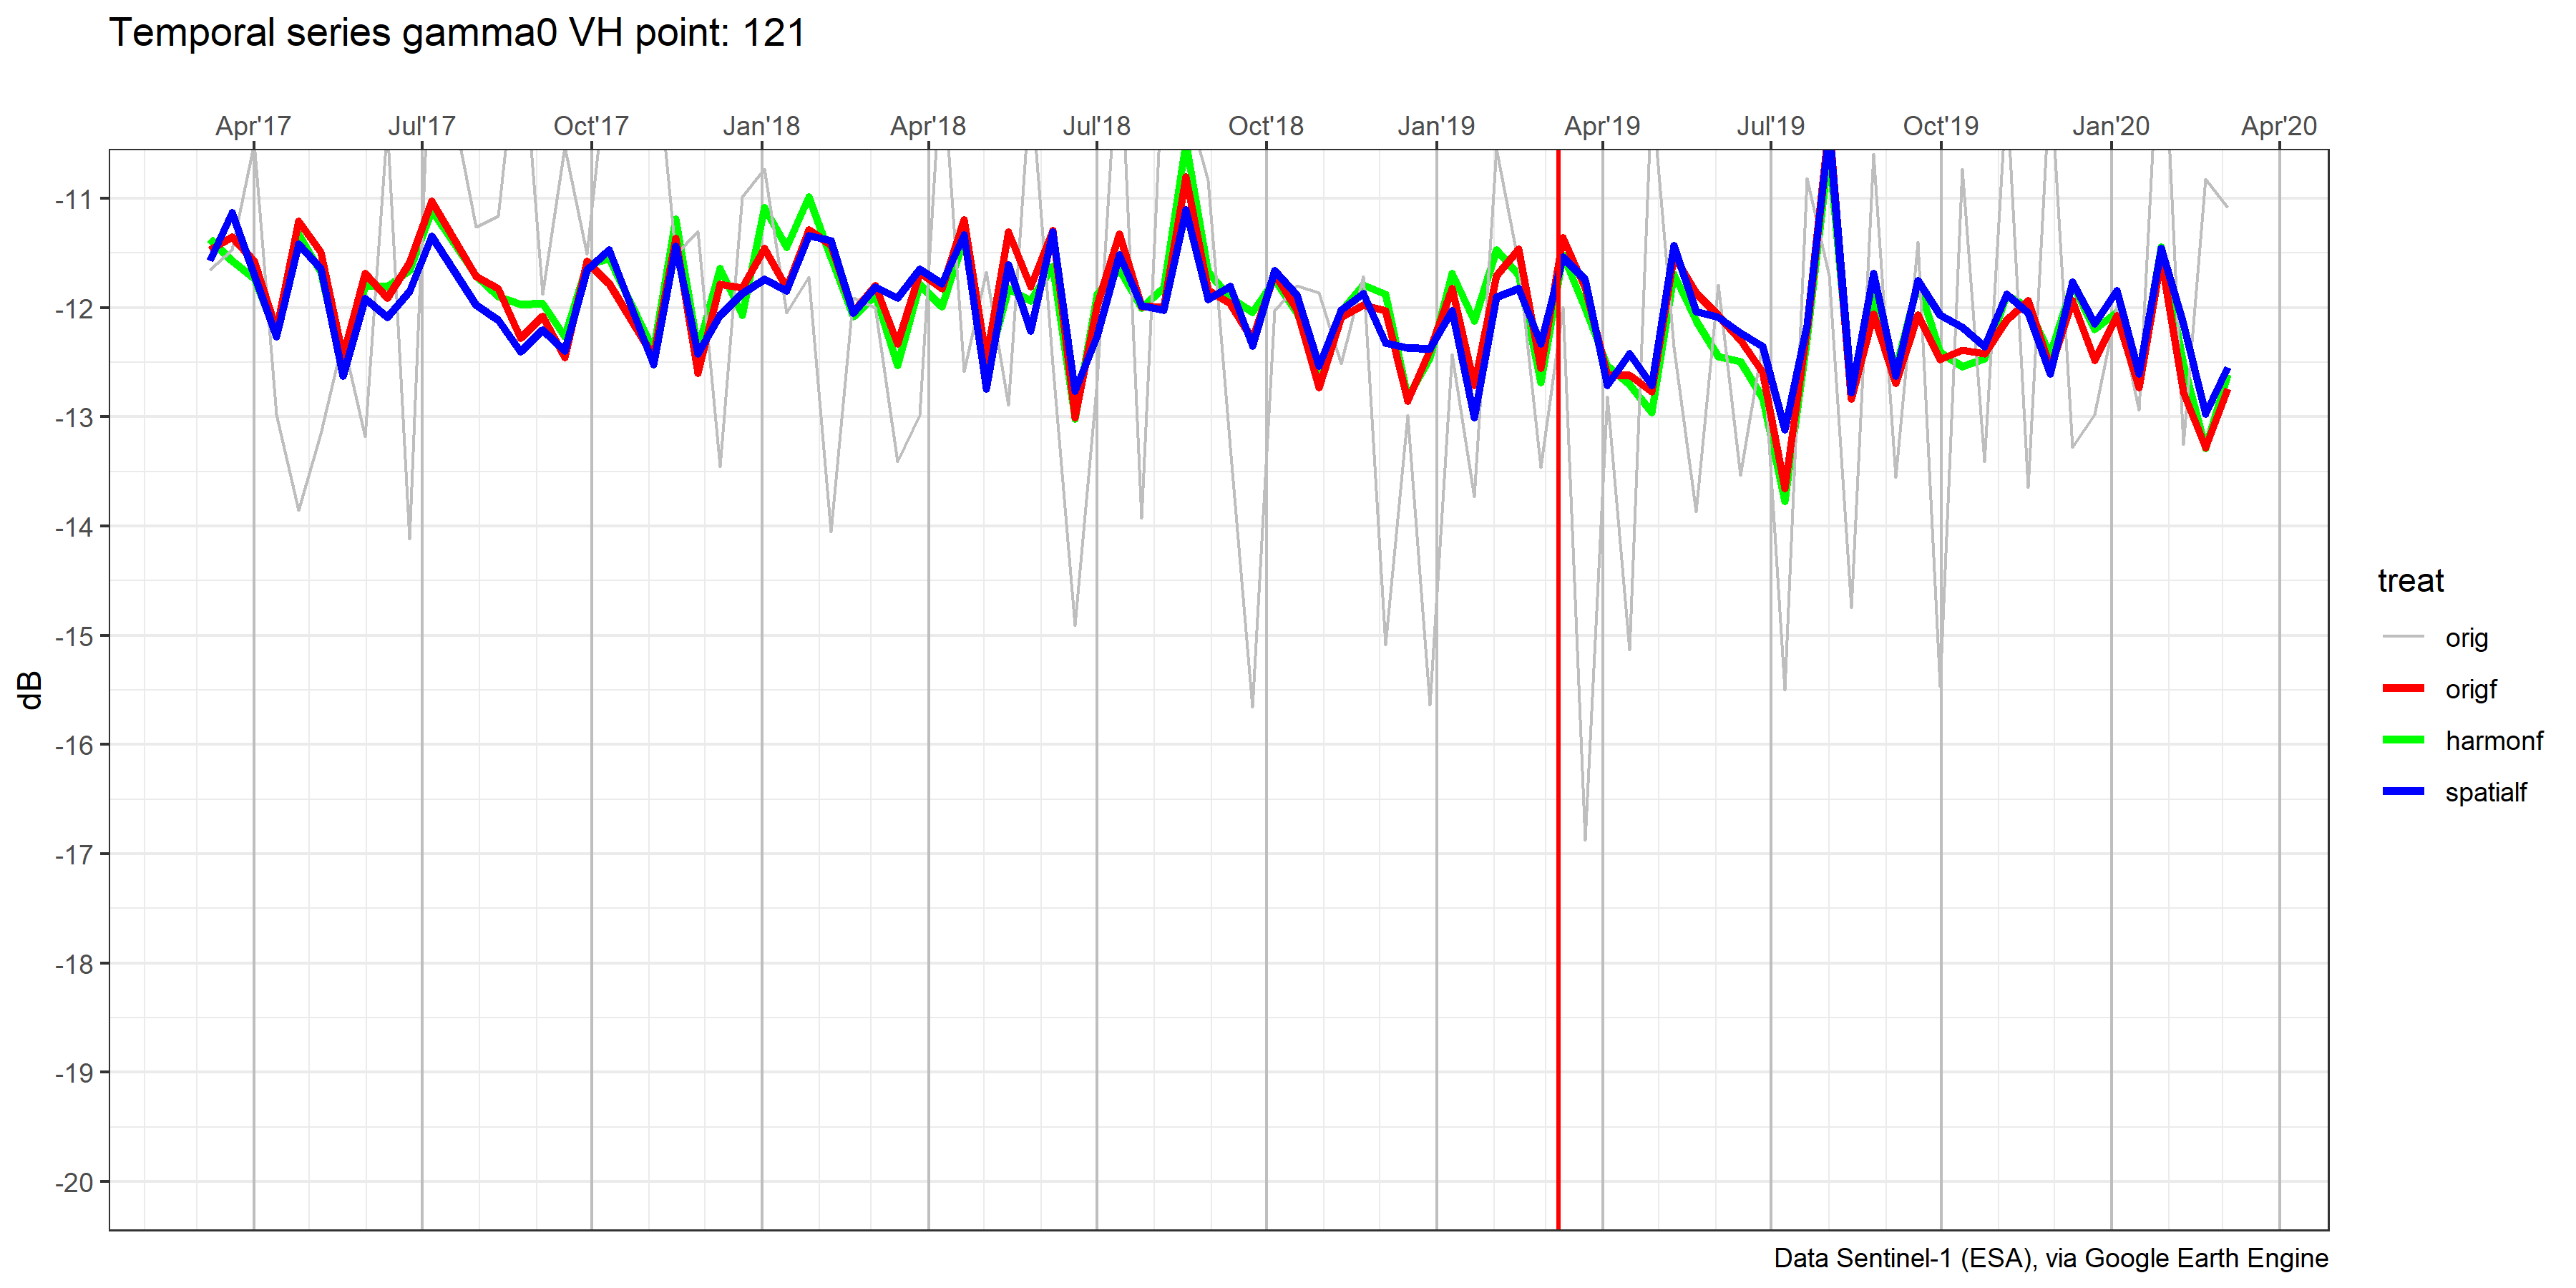 Temporal series gamma0 VH point: 121
Apr'17 Jul'17 Oct'17 Jan'18 Apr'18 Jul'18 Oct'18 Jan'19 Apr'19 Jul'19 Oct'19 Jan'20 Apr'20
-11
-12
-13
-14
-15
-16
-17
-18
-19
-20
dB
treat
orig
origf
harmonf
spatialf
Data Sentinel-1 (ESA), via Google Earth Engine